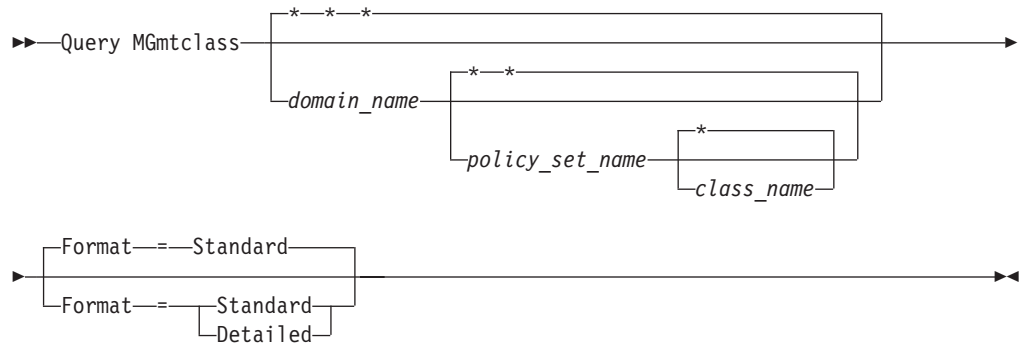 * * *
Query MGmtclass
* *
domain_name
*
policy_set_name
class_name
Format = Standard
Format = Standard
Detailed